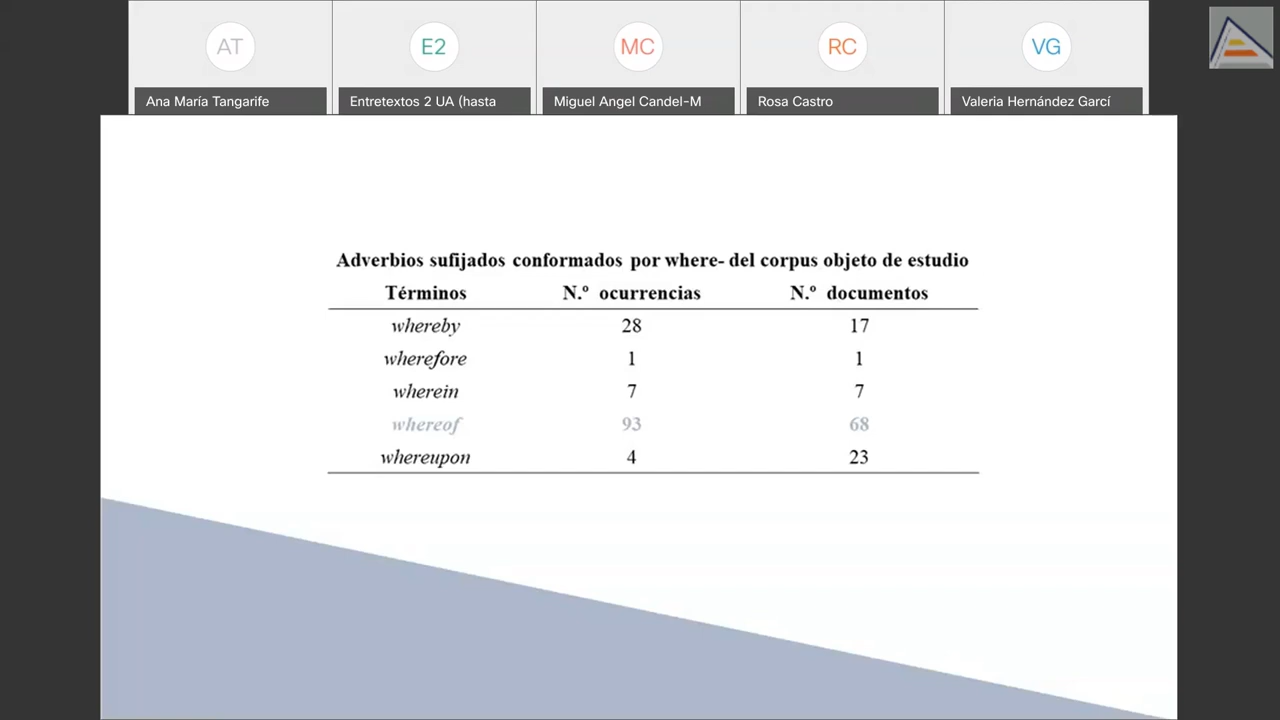 AT E2 MC RC VG
Ana María Tangarife Entretextos 2 UA (hasta Miguel Angel Candel-M Rosa Castro Valeria Hernández Garcí
Adverbios sufijados conformados por where- del corpus objeto de estudio
Términos N.º ocurrencias N.º documentos
whereby 28 17
wherefore 1 1
wherein 7 7
whereof 93 68
whereupon 4 23